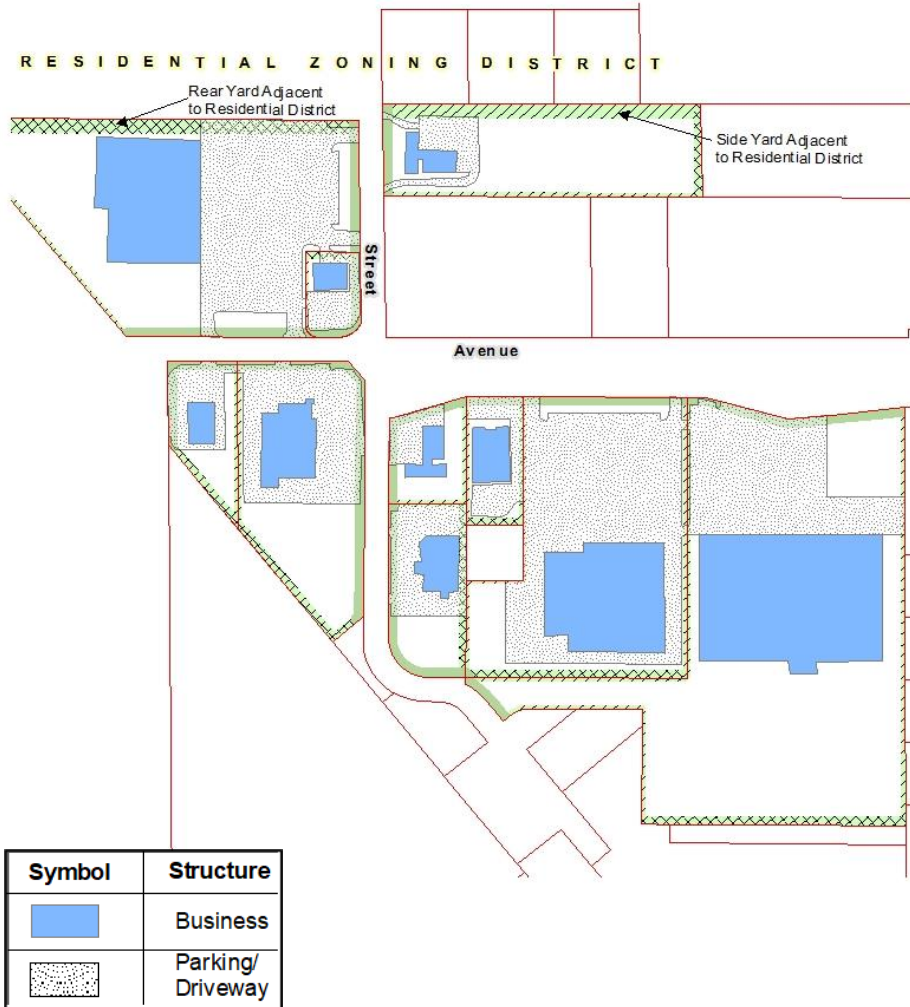 RESIDENTIAL ZONING DISTRICT
Rear Yard Adjacent
to Residential District
Side Yard Adjacent
to Residential District
Street
Avenue
Symbol Structure
Business
Parking/
Driveway